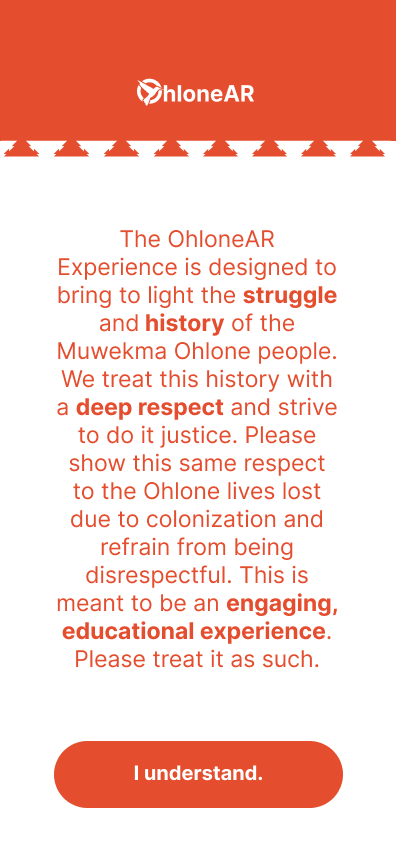 OhloneAR
The OhloneAR
Experience is designed to
bring to light the struggle
and history of the
Muwekma Ohlone people.
We treat this history with
a deep respect and strive
to do it justice. Please
show this same respect
to the Ohlone lives lost
due to colonization and
refrain from being
disrespectful. This is
meant to be an engaging,
educational experience.
Please treat it as such.
I understand.